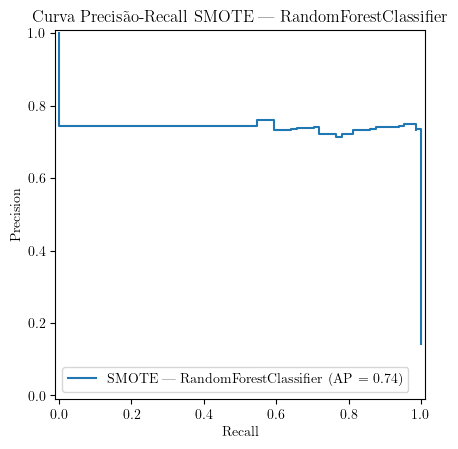 Curva Precisão-Recall SMOTE — RandomForestClassifier
1.0
0.8
0.6
0.4
0.2
0.0
Precision
SMOTE — RandomForestClassifier (AP = 0.74)
0.0 0.2 0.4 0.6 0.8 1.0
Recall